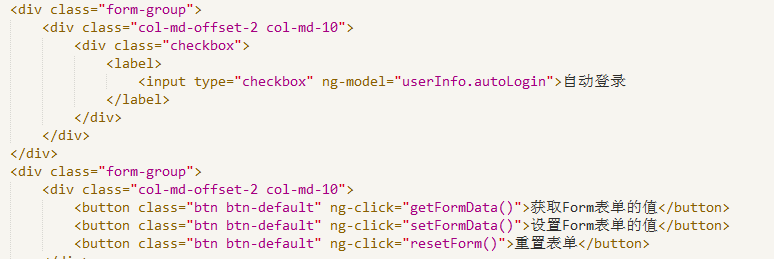 <div class="form-group">
<div class="col-md-offset-2 col-md-10">
<div class="checkbox">
<label>
<input type="checkbox" ng-model="userInfo.autoLogin">自动登录
</label>
</div>
</div>
</div>
<div class="form-group">
<div class="col-md-offset-2 col-md-10">
<button class="btn btn-default" ng-click="getFormData()">获取Form表单的值</button>
<button class="btn btn-default" ng-click="setFormData()">设置Form表单的值</button>
<button class="btn btn-default" ng-click="resetForm()">重置表单</button>